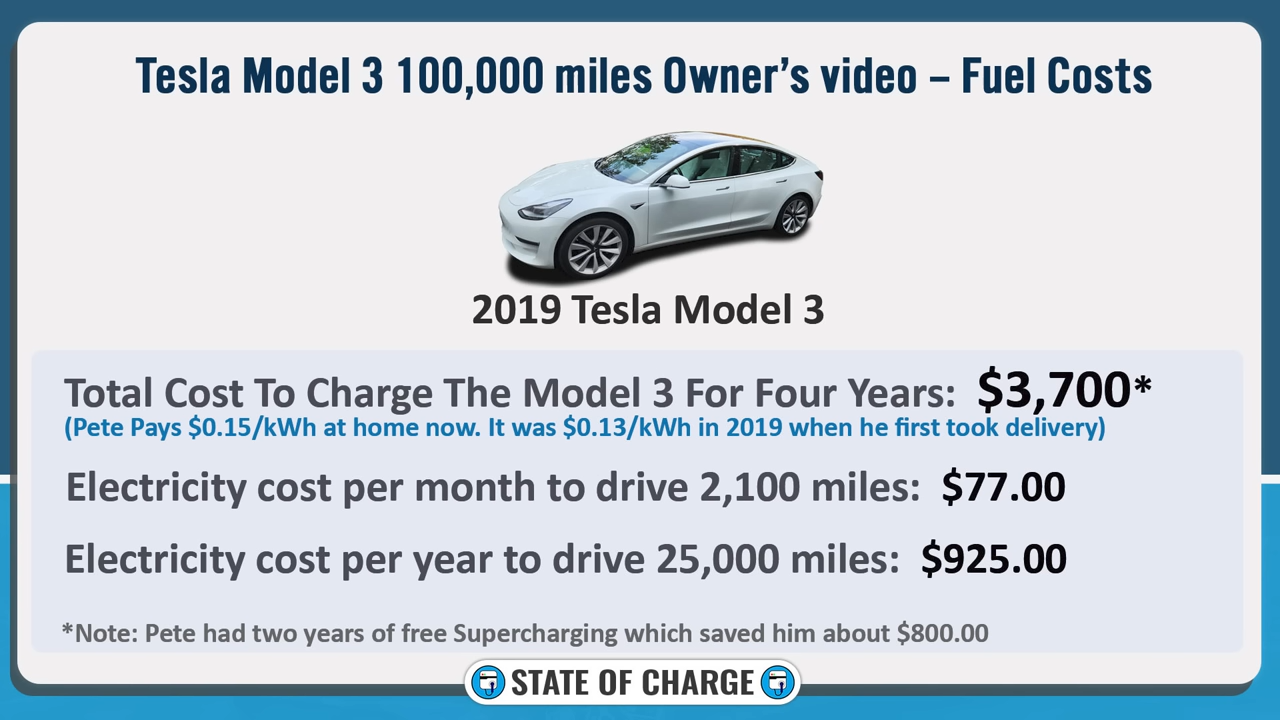 Tesla Model 3 100,000 miles Owner’s video – Fuel Costs
2019 Tesla Model 3
Total Cost To Charge The Model 3 For Four Years: $3,700*
(Pete Pays $0.15/kWh at home now. It was $0.13/kWh in 2019 when he first took delivery)
Electricity cost per month to drive 2,100 miles: $77.00
Electricity cost per year to drive 25,000 miles: $925.00
*Note: Pete had two years of free Supercharging which saved him about $800.00
STATE OF CHARGE